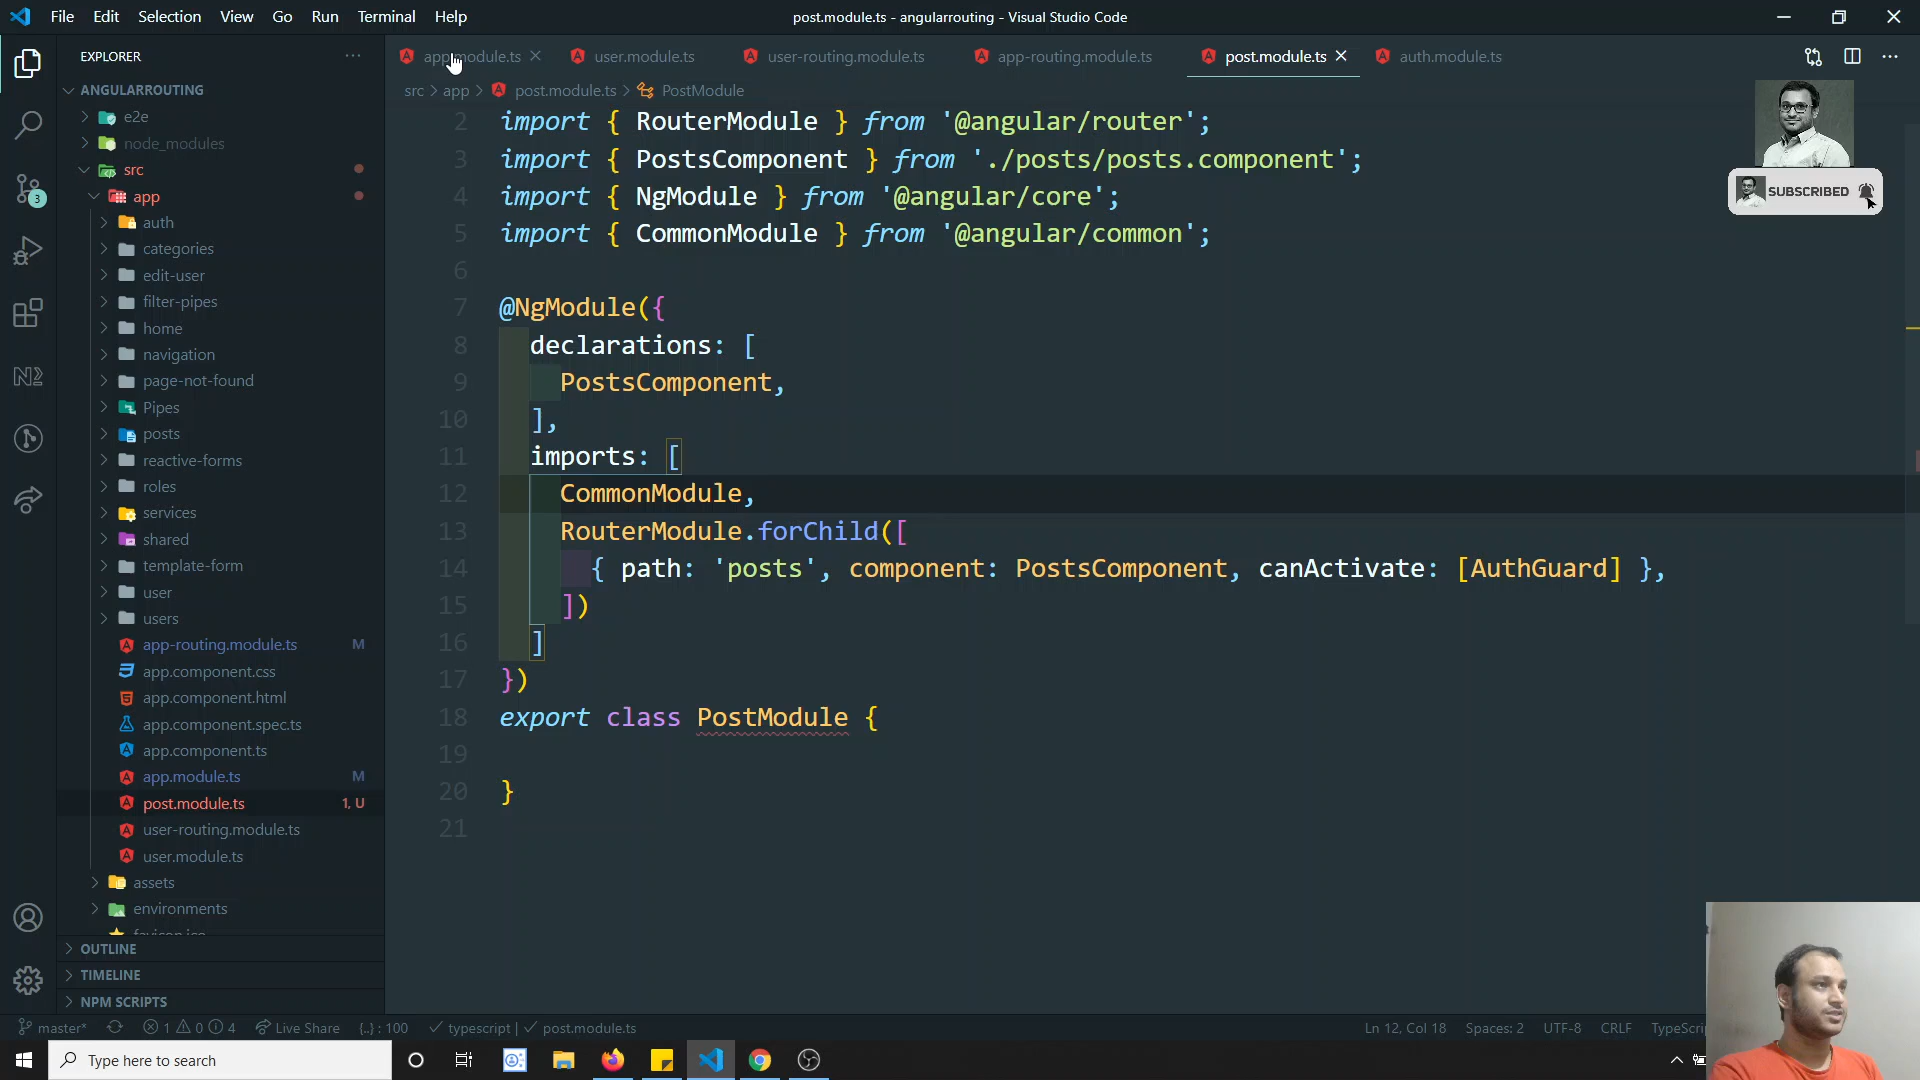 File Edit Selection View Go Run Terminal Help
post.module.ts - angularrouting - Visual Studio Code
EXPLORER
app.module.ts user.module.ts user-routing.module.ts app-routing.module.ts post.module.ts auth.module.ts
src > app > post.module.ts > PostModule
ANGULARROUTING
e2e
node_modules
src
app
auth
categories
edit-user
filter-pipes
home
navigation
page-not-found
Pipes
posts
reactive-forms
roles
services
shared
template-form
user
users
app-routing.module.ts M
app.component.css
app.component.html
app.component.spec.ts
app.component.ts
app.module.ts M
post.module.ts 1, U
user-routing.module.ts
user.module.ts
assets
environments
OUTLINE
TIMELINE
NPM SCRIPTS
3
2 import { RouterModule } from '@angular/router';
3 import { PostsComponent } from './posts/posts.component';
4 import { NgModule } from '@angular/core';
5 import { CommonModule } from '@angular/common';
6
7 @NgModule({
8 declarations: [
9 PostsComponent,
10 ],
11 imports: [
12 CommonModule,
13 RouterModule.forChild([
14 { path: 'posts', component: PostsComponent, canActivate: [AuthGuard] },
15 ])
16 ]
17 })
18 export class PostModule {
19
20 }
21
SUBSCRIBED
master* 1 0 4 Live Share {..} : 100 typescript | post.module.ts Ln 12, Col 18 Spaces: 2 UTF-8 CRLF
Type here to search